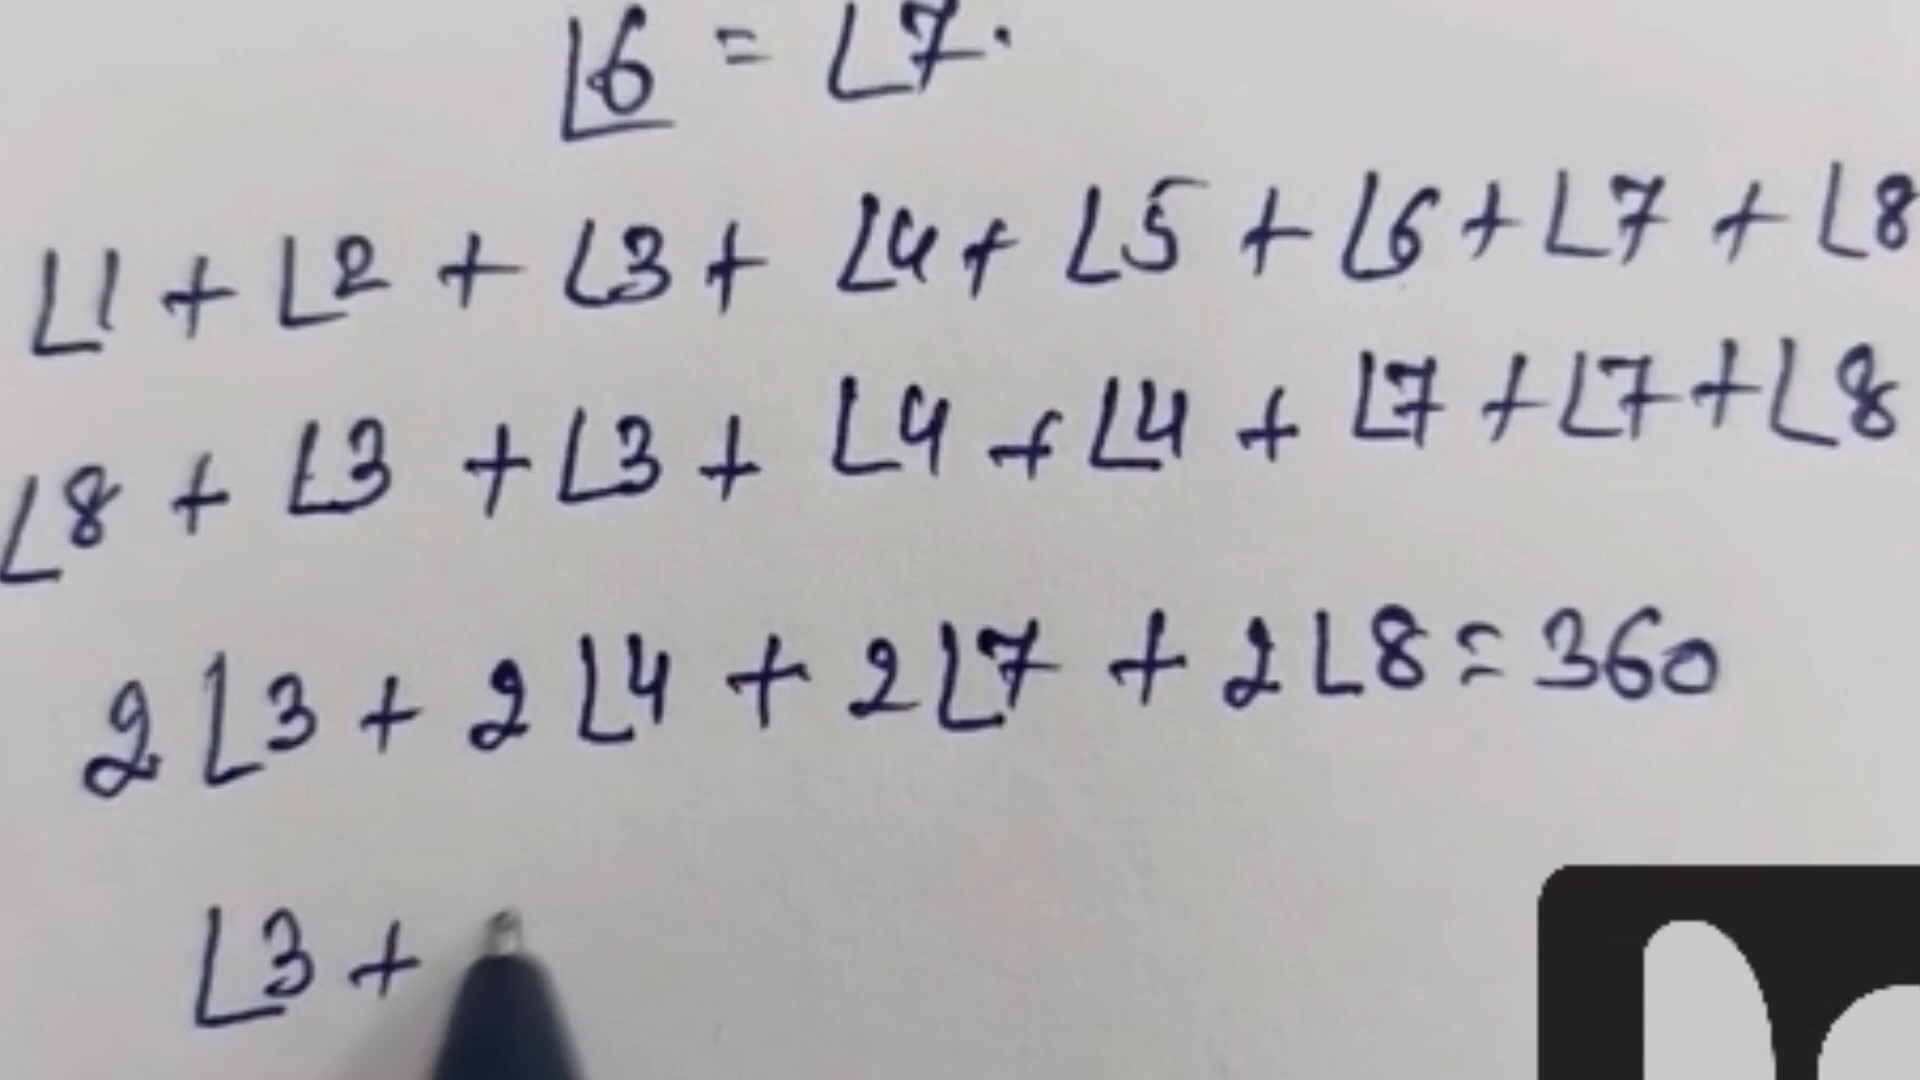 ∠6 = ∠7.
∠1 + ∠2 + ∠3 + ∠4 + ∠5 + ∠6 + ∠7 + ∠8
∠8 + ∠3 + ∠3 + ∠4 + ∠4 + ∠7 + ∠7 + ∠8
2∠3 + 2∠4 + 2∠7 + 2∠8 = 360
∠3 +